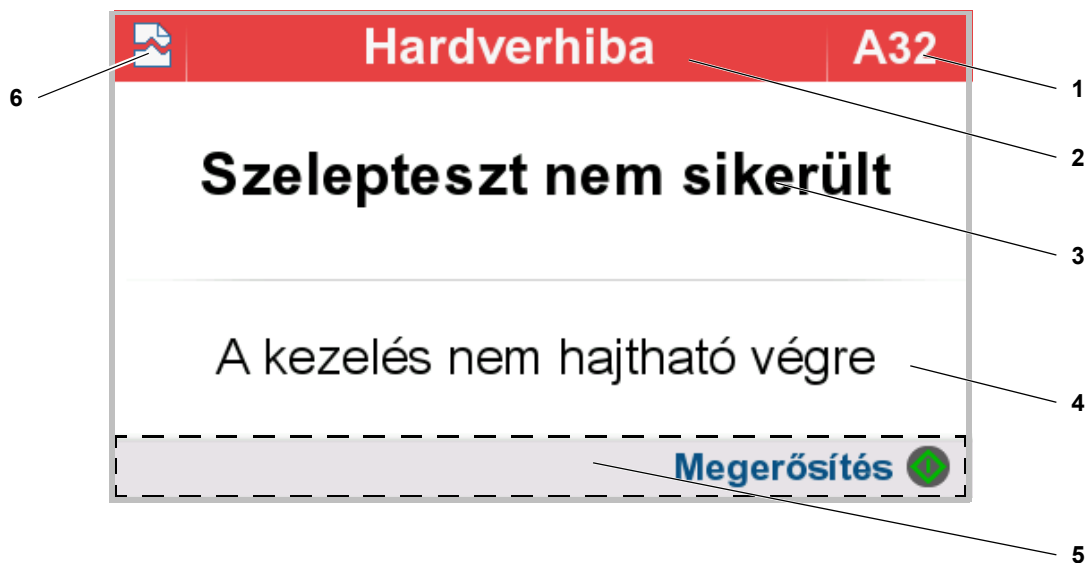 Hardverhiba A32
1
6
2
Szelepteszt nem sikerült
3
A kezelés nem hajtható végre
4
Megerősítés
5